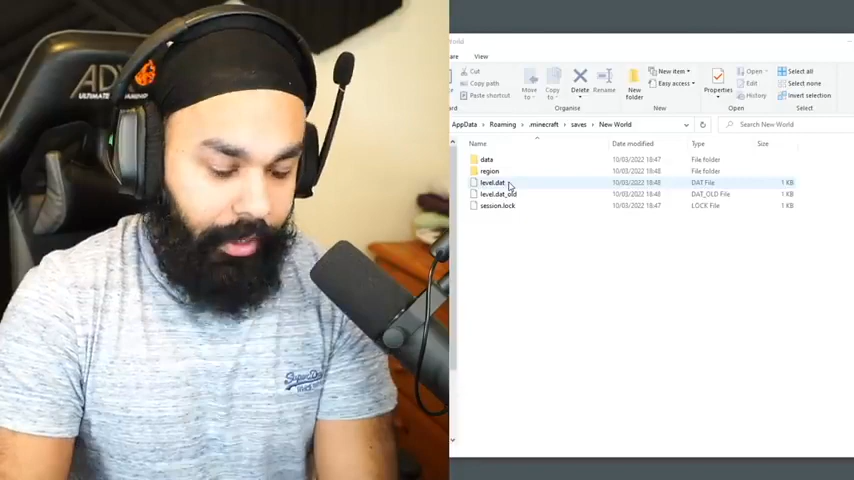 World
are View
Cut
Copy path
Paste shortcut
Move to
Copy to
Delete
Rename
New folder
New item
Easy access
Properties
Open
Edit
History
Select all
Select none
Invert selection
Organise
New
Open
Select
AppData Roaming .minecraft saves New World
Search New World
Name Date modified Type Size
data 10/03/2022 18:47 File folder
region 10/03/2022 18:48 File folder
level.dat 10/03/2022 18:48 DAT File 1 KB
level.dat_old 10/03/2022 18:48 DAT_OLD File 1 KB
session.lock 10/03/2022 18:47 LOCK File 1 KB
ULTIMATE GAMING
SuperDry